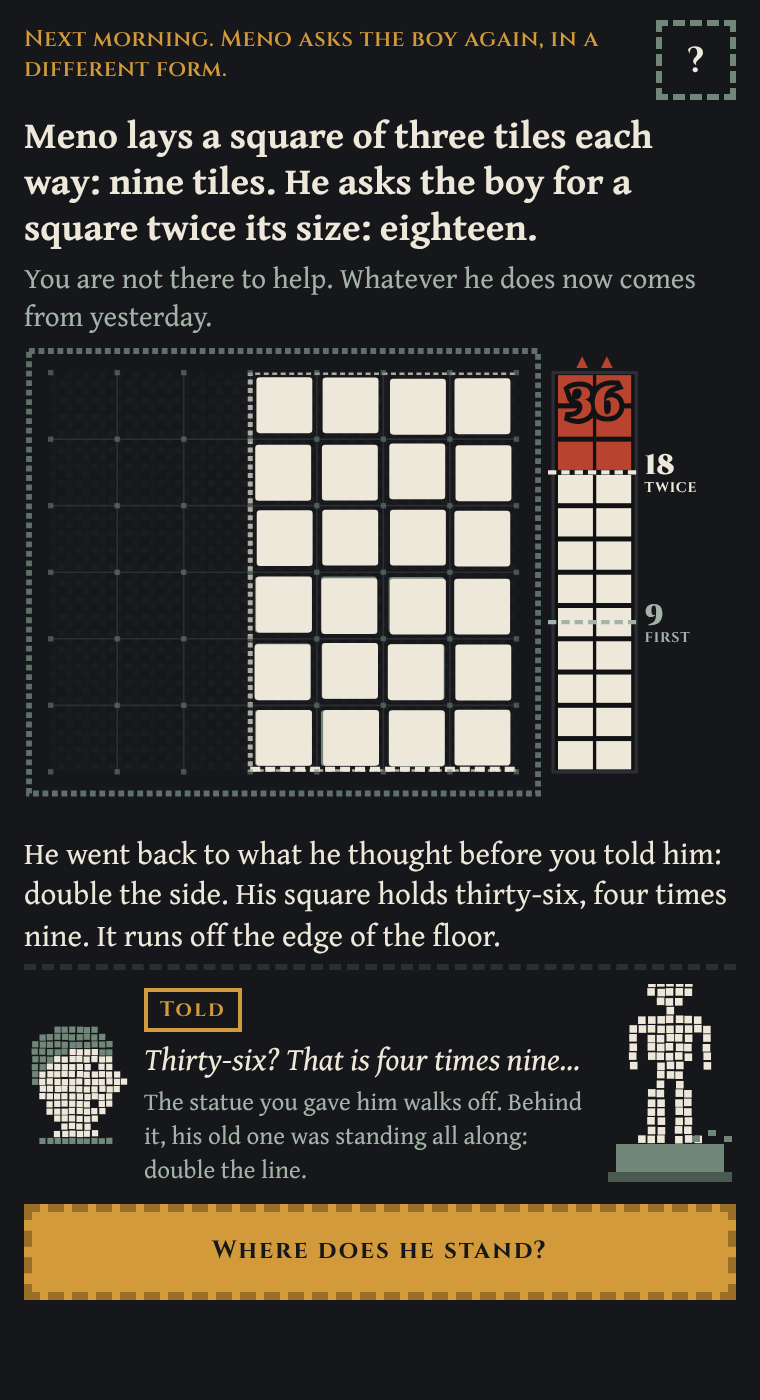 Next morning. Meno asks the boy again, in a
different form.
?
Meno lays a square of three tiles each
way: nine tiles. He asks the boy for a
square twice its size: eighteen.
You are not there to help. Whatever he does now comes
from yesterday.
36
18
TWICE
9
FIRST
He went back to what he thought before you told him:
double the side. His square holds thirty-six, four times
nine. It runs off the edge of the floor.
Told
Thirty-six? That is four times nine...
The statue you gave him walks off. Behind
it, his old one was standing all along:
double the line.
Where does he stand?